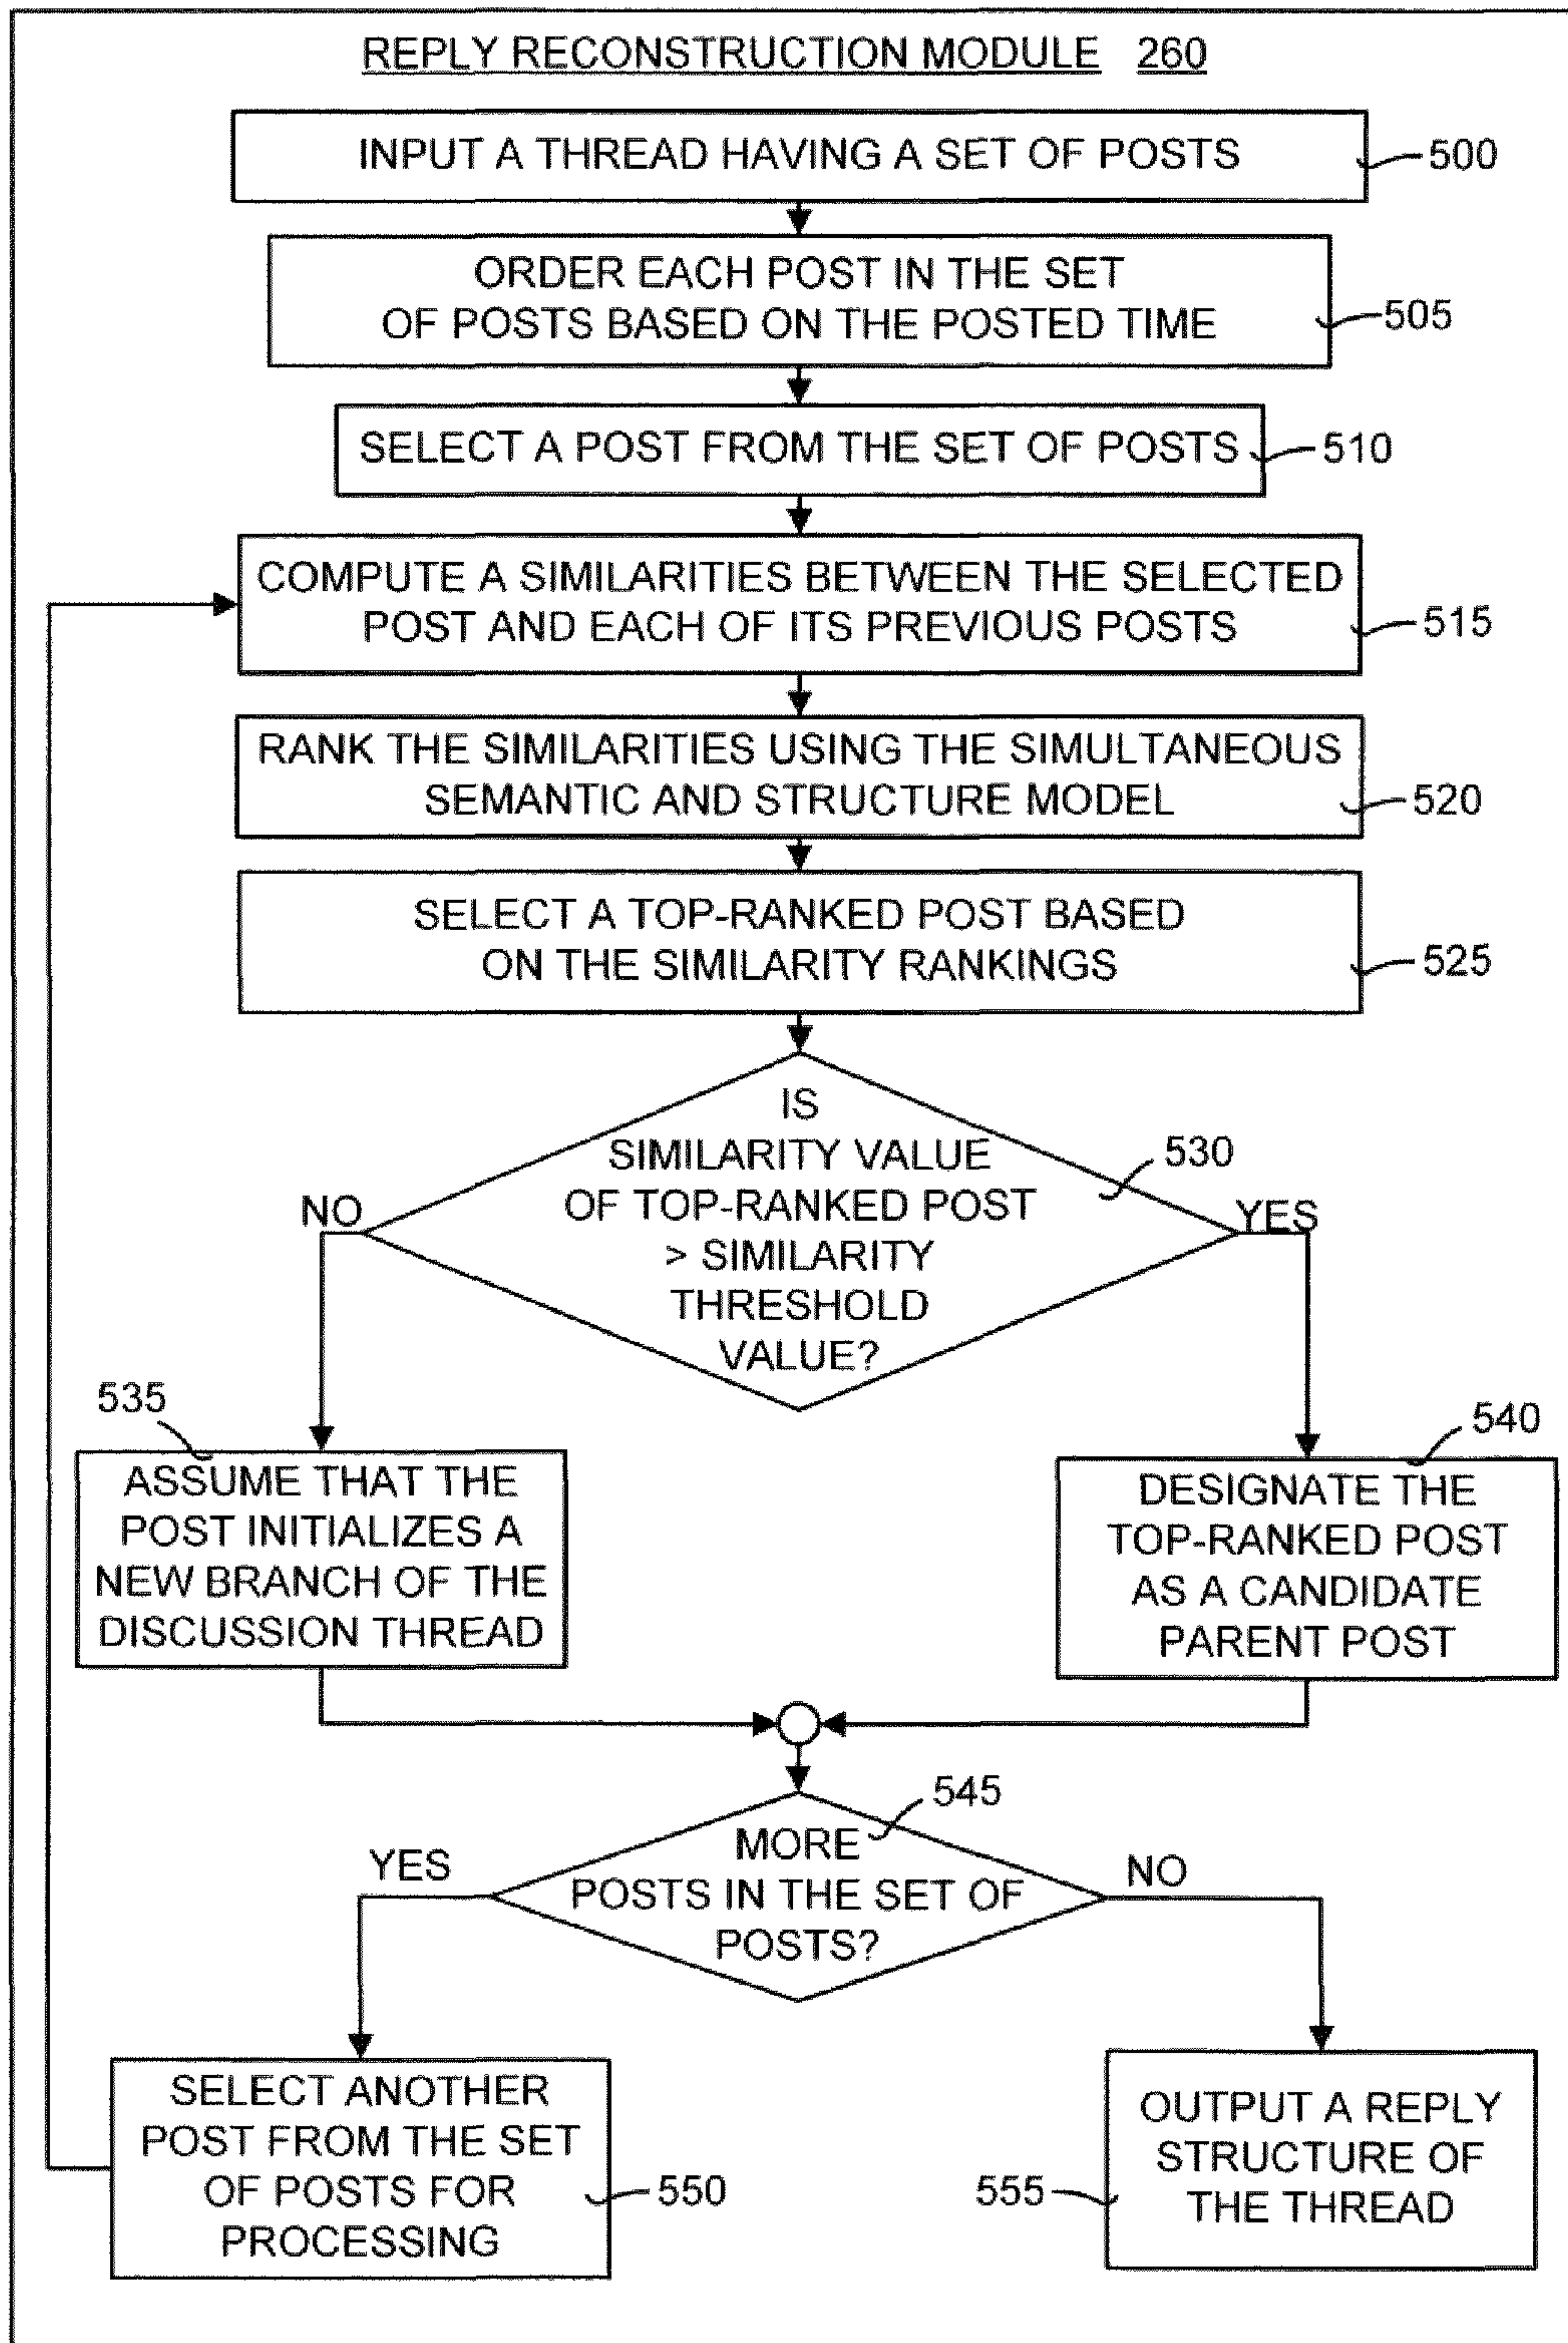 REPLY RECONSTRUCTION MODULE 260
INPUT A THREAD HAVING A SET OF POSTS
500
ORDER EACH POST IN THE SET
OF POSTS BASED ON THE POSTED TIME
505
SELECT A POST FROM THE SET OF POSTS
510
COMPUTE A SIMILARITIES BETWEEN THE SELECTED
POST AND EACH OF ITS PREVIOUS POSTS
515
RANK THE SIMILARITIES USING THE SIMULTANEOUS
SEMANTIC AND STRUCTURE MODEL
520
SELECT A TOP-RANKED POST BASED
ON THE SIMILARITY RANKINGS
525
IS
SIMILARITY VALUE
OF TOP-RANKED POST
> SIMILARITY
THRESHOLD
VALUE?
530
NO
YES
535
ASSUME THAT THE
POST INITIALIZES A
NEW BRANCH OF THE
DISCUSSION THREAD
540
DESIGNATE THE
TOP-RANKED POST
AS A CANDIDATE
PARENT POST
545
MORE
POSTS IN THE SET OF
POSTS?
YES
NO
SELECT ANOTHER
POST FROM THE SET
OF POSTS FOR
PROCESSING
550
555
OUTPUT A REPLY
STRUCTURE OF
THE THREAD